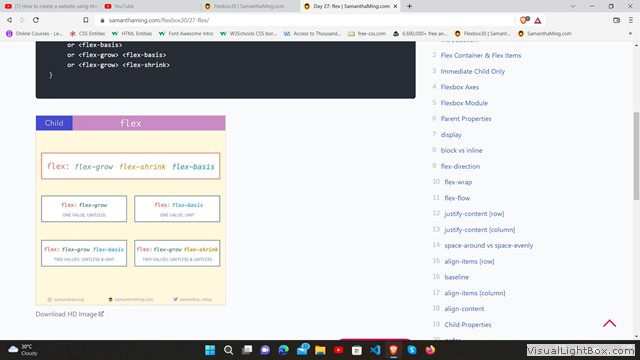 [1] How to create a website using htm
YouTube
Flexbox30 | SamanthaMing.com
Day 27: flex | SamanthaMing.com
samanthaming.com/flexbox30/27-flex/
Online Courses - Le
CSS Entities
HTML Entities
Font Awesome Intro
W3Schools CSS bor...
Access to Thousand...
free-css.com
6,600,000+ free an...
Flexbox30 | Samant...
SamanthaMing.com
or <flex-basis>
or <flex-grow> <flex-basis>
or <flex-grow> <flex-shrink>
}
Child
flex
flex: flex-grow flex-shrink flex-basis
flex: flex-grow
ONE VALUE, UNITLESS
flex: flex-basis
ONE VALUE: UNIT
flex: flex-grow flex-basis
TWO VALUES: UNITLESS & UNIT
flex: flex-grow flex-shrink
TWO VALUES: UNITLESS & UNITLESS
samanthaming
samanthaming.com
samantha_ming
Download HD Image
2 Flex Container & Flex Items
3 Immediate Child Only
4 Flexbox Axes
5 Flexbox Module
6 Parent Properties
7 display
8 block vs inline
9 flex-direction
10 flex-wrap
11 flex-flow
12 justify-content [row]
13 justify-content [column]
14 space-around vs space-evenly
15 align-items [row]
16 baseline
17 align-items [column]
18 align-content
19 Child Properties
30°C
Cloudy
VisualLightBox.com